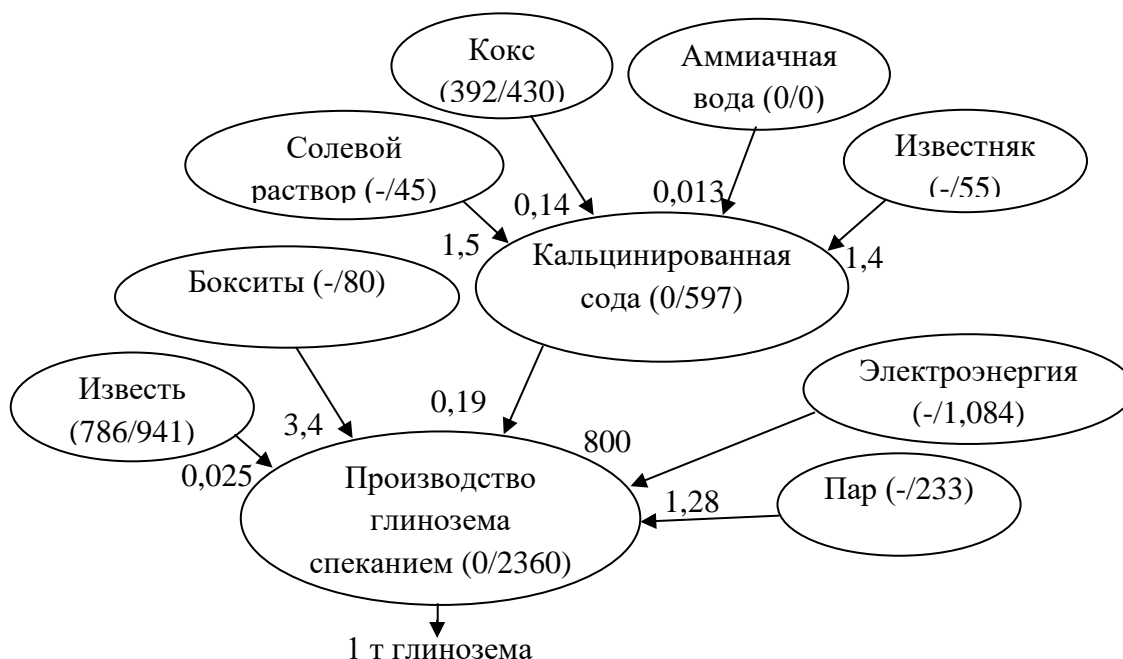 Кокс
(392/430)
Аммиачная
вода (0/0)
Солевой
раствор (-/45)
Известняк
(-/55)
0,14
0,013
1,5
1,4
Кальцинированная
сода (0/597)
Бокситы (-/80)
Известь
(786/941)
Электроэнергия
(-/1,084)
0,19
3,4
800
0,025
Пар (-/233)
1,28
Производство
глинозема
спеканием (0/2360)
1 т глинозема